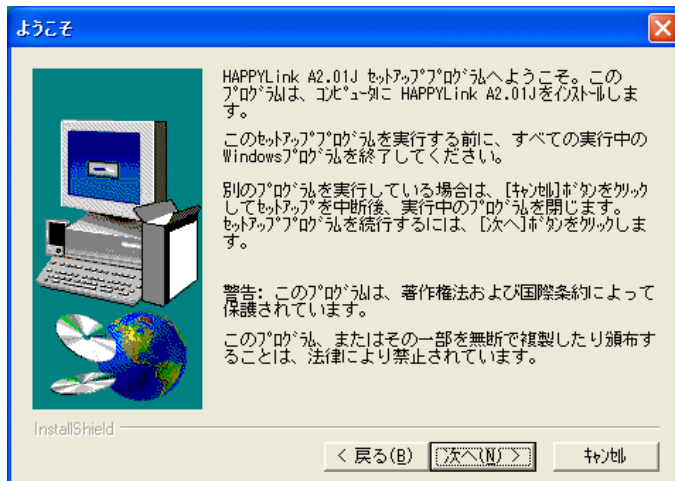 ようこそ
HAPPYLink A2.01J ｾｯﾄｱｯﾌﾟﾌﾟﾛｸﾞﾗﾑへようこそ。この
ﾌﾟﾛｸﾞﾗﾑは、ｺﾝﾋﾟｭｰﾀに HAPPYLink A2.01Jをｲﾝｽﾄｰﾙしま
す。
このｾｯﾄｱｯﾌﾟﾌﾟﾛｸﾞﾗﾑを実行する前に、すべての実行中の
Windowsﾌﾟﾛｸﾞﾗﾑを終了してください。
別のﾌﾟﾛｸﾞﾗﾑを実行している場合は、[ｷｬﾝｾﾙ]ﾎﾞﾀﾝをｸﾘｯｸ
してｾｯﾄｱｯﾌﾟを中断後、実行中のﾌﾟﾛｸﾞﾗﾑを閉じます。
ｾｯﾄｱｯﾌﾟﾌﾟﾛｸﾞﾗﾑを続行するには、[次へ]ﾎﾞﾀﾝをｸﾘｯｸしま
す。
警告: このﾌﾟﾛｸﾞﾗﾑは、著作権法および国際条約によって
保護されています。
このﾌﾟﾛｸﾞﾗﾑ、またはその一部を無断で複製したり頒布す
ることは、法律により禁止されています。
InstallShield
< 戻る(B) 次へ(N) > ｷｬﾝｾﾙ